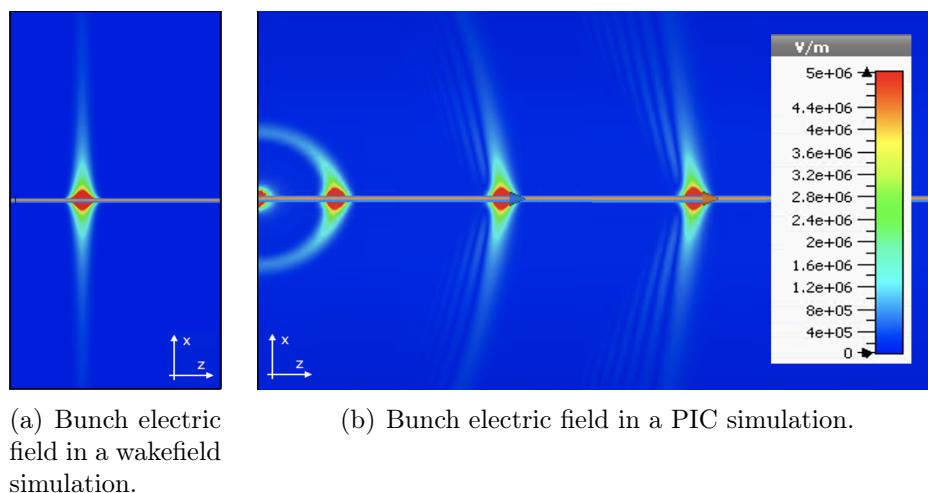 V/m
5e+06
4.4e+06
4e+06
3.6e+06
3.2e+06
2.8e+06
2.4e+06
2e+06
1.6e+06
1.2e+06
8e+05
4e+05
0
x
z
x
z
(a) Bunch electric
field in a wakefield
simulation.
(b) Bunch electric field in a PIC simulation.